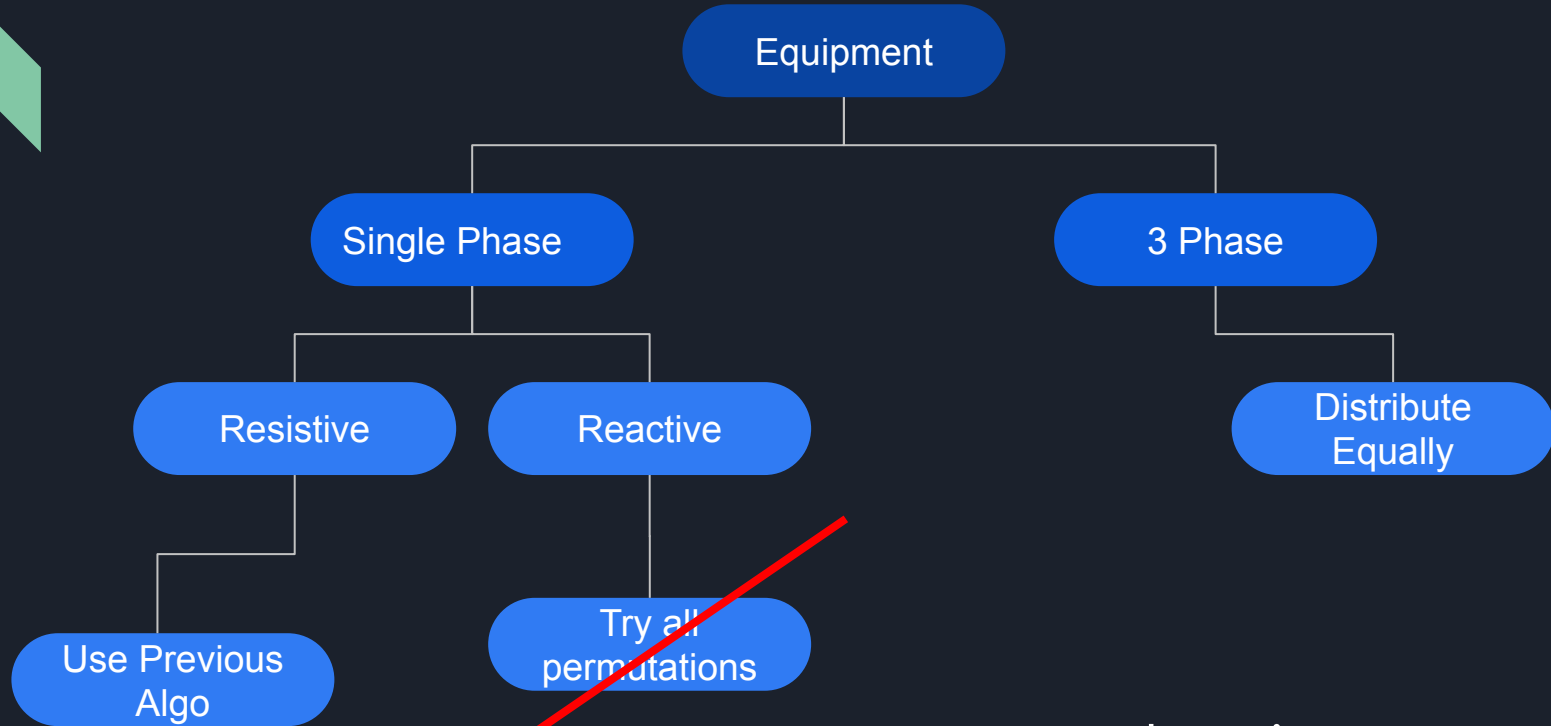 Equipment
Single Phase
3 Phase
Resistive
Reactive
Distribute
Equally
Try all
permutations
Use Previous
Algo